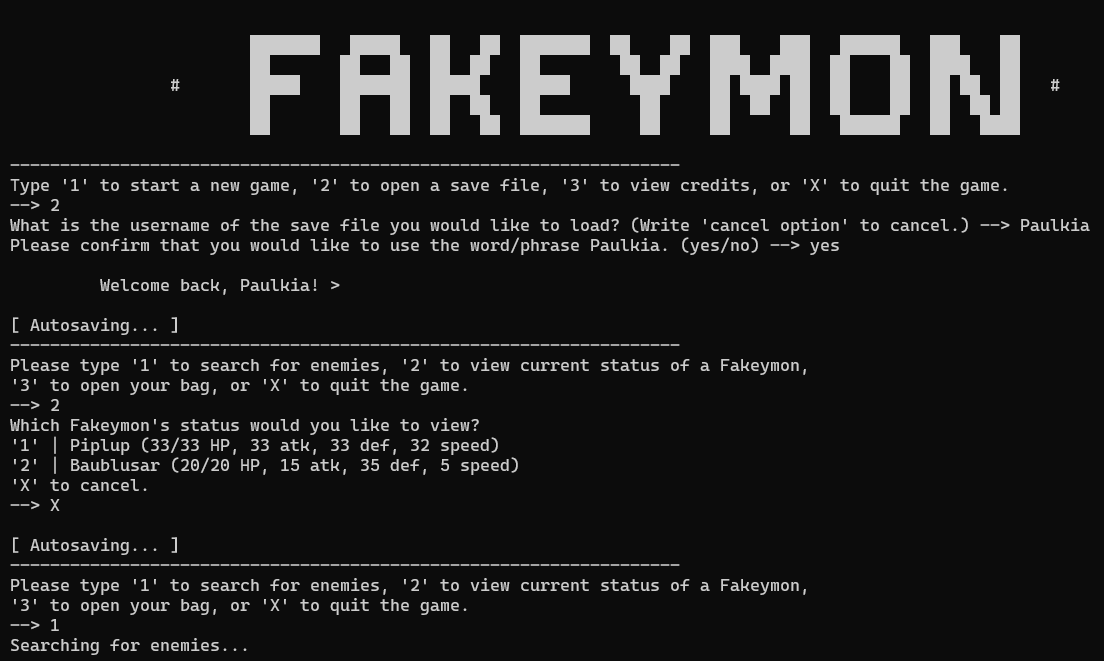 # FAKEYMON #
-------------------------------------------------------------------
Type '1' to start a new game, '2' to open a save file, '3' to view credits, or 'X' to quit the game.
--> 2
What is the username of the save file you would like to load? (Write 'cancel option' to cancel.) --> Paulkia
Please confirm that you would like to use the word/phrase Paulkia. (yes/no) --> yes
Welcome back, Paulkia! >
[ Autosaving... ]
-------------------------------------------------------------------
Please type '1' to search for enemies, '2' to view current status of a Fakeymon,
'3' to open your bag, or 'X' to quit the game.
--> 2
Which Fakeymon's status would you like to view?
'1' | Piplup (33/33 HP, 33 atk, 33 def, 32 speed)
'2' | Baublusar (20/20 HP, 15 atk, 35 def, 5 speed)
'X' to cancel.
--> X
[ Autosaving... ]
-------------------------------------------------------------------
Please type '1' to search for enemies, '2' to view current status of a Fakeymon,
'3' to open your bag, or 'X' to quit the game.
--> 1
Searching for enemies...